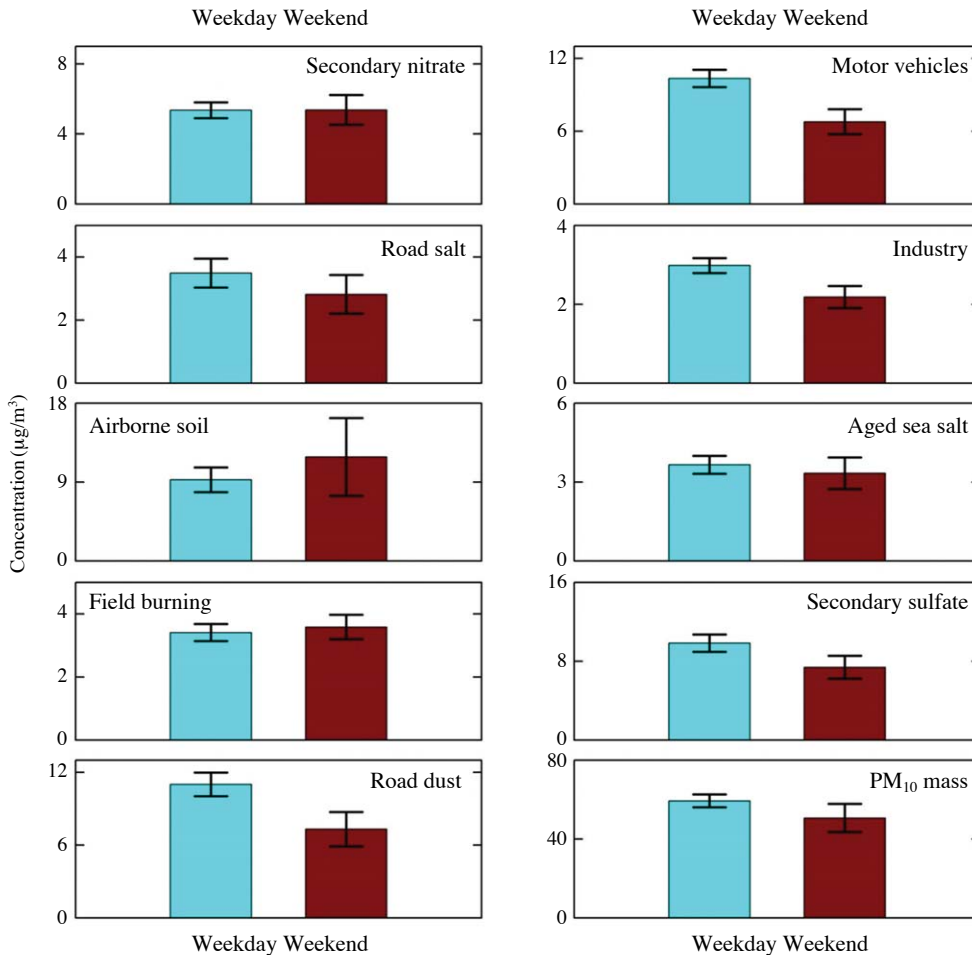 Weekday Weekend
Weekday Weekend
Concentration (μg/m³)
8
4
0
Secondary nitrate
12
6
0
Motor vehicles
4
2
0
Road salt
4
2
0
Industry
18
9
0
Airborne soil
6
3
0
Aged sea salt
4
2
0
Field burning
16
8
0
Secondary sulfate
12
6
0
Road dust
80
40
0
PM₁₀ mass
Weekday Weekend
Weekday Weekend